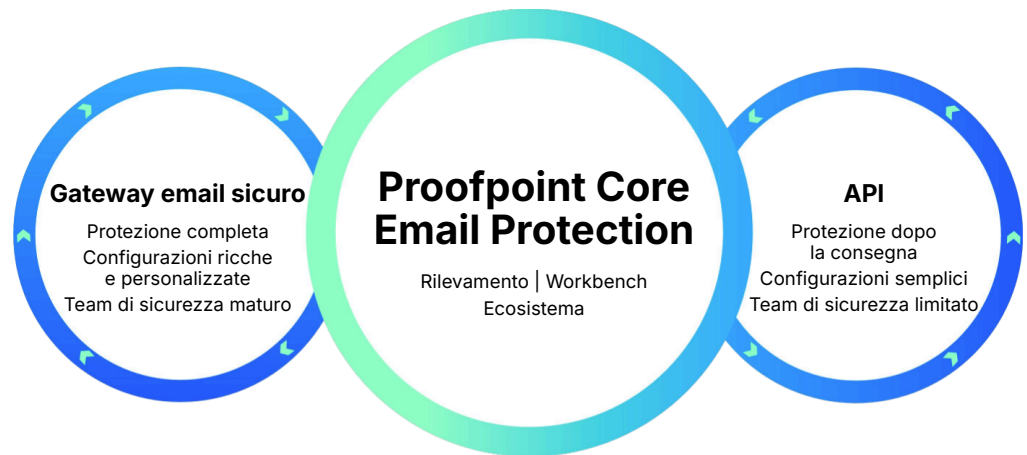 Gateway email sicuro
Protezione completa
Configurazioni ricche
e personalizzate
Team di sicurezza maturo
Proofpoint Core
Email Protection
Rilevamento | Workbench
Ecosistema
API
Protezione dopo
la consegna
Configurazioni semplici
Team di sicurezza limitato